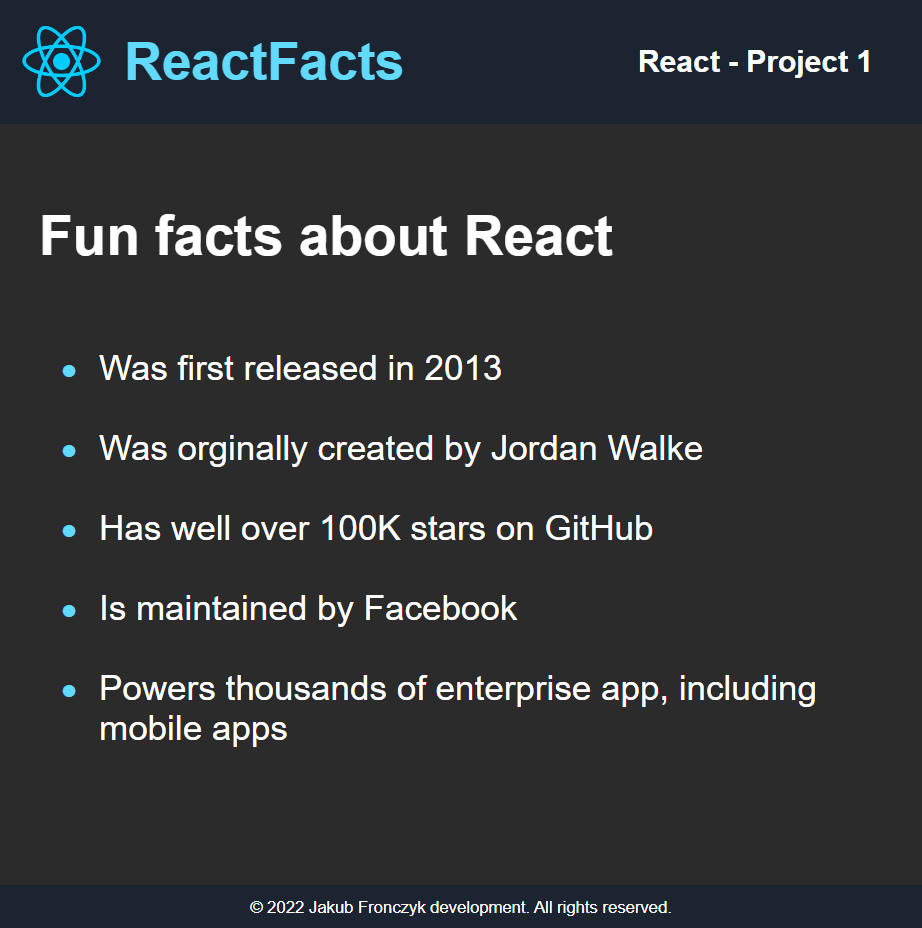 ReactFacts
React - Project 1
Fun facts about React
Was first released in 2013
Was orginally created by Jordan Walke
Has well over 100K stars on GitHub
Is maintained by Facebook
Powers thousands of enterprise app, including
mobile apps
© 2022 Jakub Fronczyk development. All rights reserved.